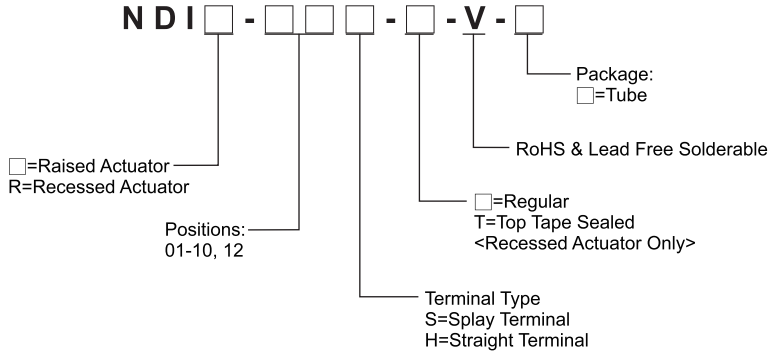 NDI□-□□□-□-V-□
Package:
□=Tube
RoHS & Lead Free Solderable
□=Raised Actuator
R=Recessed Actuator
□=Regular
T=Top Tape Sealed
<Recessed Actuator Only>
Positions:
01-10, 12
Terminal Type
S=Splay Terminal
H=Straight Terminal